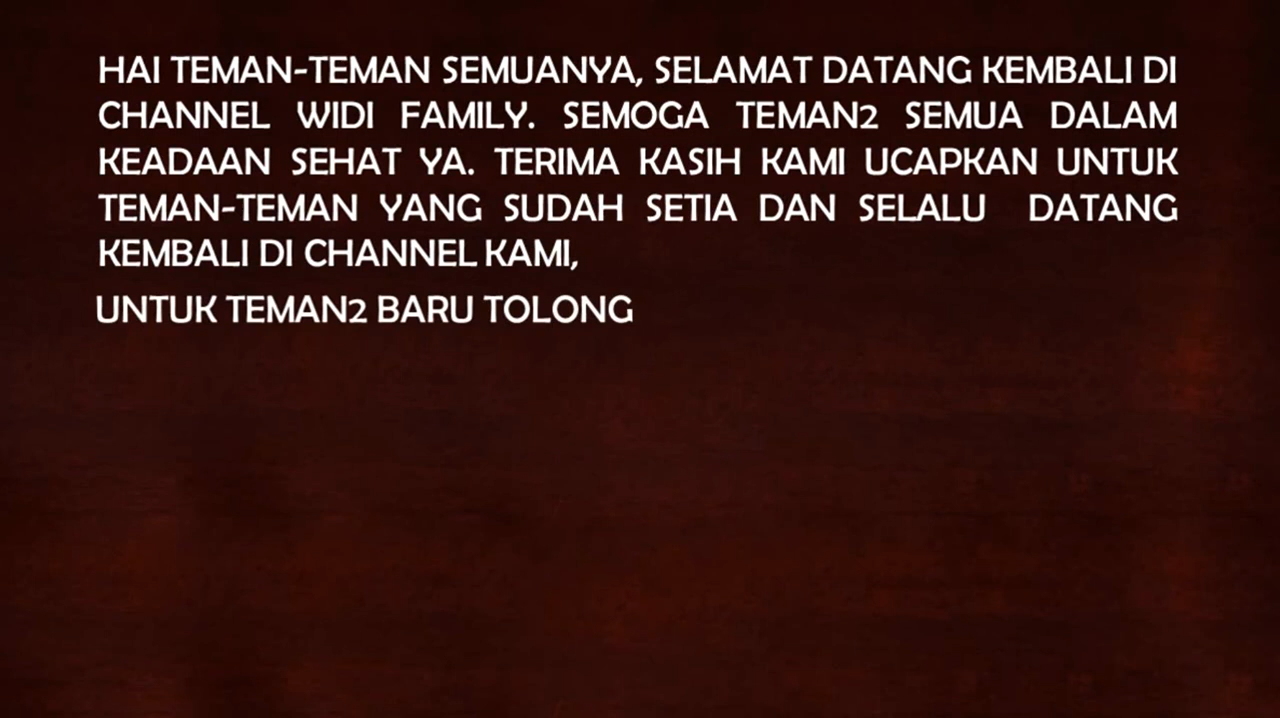 HAI TEMAN-TEMAN SEMUANYA, SELAMAT DATANG KEMBALI DI
CHANNEL WIDI FAMILY. SEMOGA TEMAN2 SEMUA DALAM
KEADAAN SEHAT YA. TERIMA KASIH KAMI UCAPKAN UNTUK
TEMAN-TEMAN YANG SUDAH SETIA DAN SELALU DATANG
KEMBALI DI CHANNEL KAMI,
UNTUK TEMAN2 BARU TOLONG